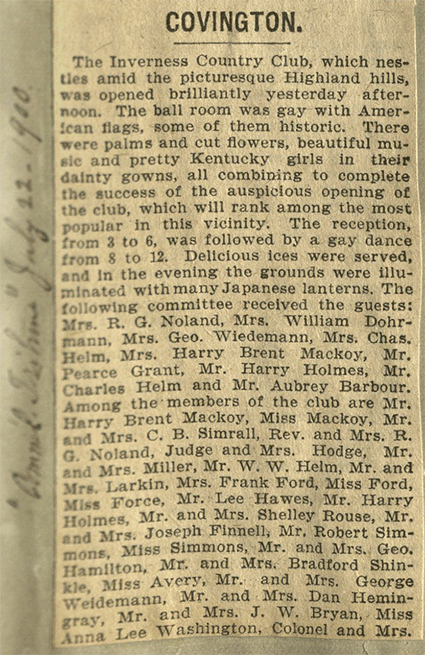 COVINGTON.
The Inverness Country Club, which nes-
tles amid the picturesque Highland hills,
was opened brilliantly yesterday after-
noon. The ball room was gay with Amer-
ican flags, some of them historic. There
were palms and cut flowers, beautiful mu-
sic and pretty Kentucky girls in their
dainty gowns, all combining to complete
the success of the auspicious opening of
the club, which will rank among the most
popular in this vicinity. The reception,
from 3 to 6, was followed by a gay dance
from 8 to 12. Delicious ices were served,
and in the evening the grounds were illu-
minated with many Japanese lanterns. The
following committee received the guests:
Mrs. R. G. Noland, Mrs. William Dohr-
mann, Mrs. Geo. Wiedemann, Mrs. Chas.
Helm, Mrs. Harry Brent Mackoy, Mr.
Pearce Grant, Mr. Harry Holmes, Mr.
Charles Helm and Mr. Aubrey Barbour.
Among the members of the club are Mr.
Harry Brent Mackoy, Miss Mackoy, Mr.
and Mrs. C. B. Simrall, Rev. and Mrs. R.
G. Noland, Judge and Mrs. Hodge, Mr.
and Mrs. Miller, Mr. W. W. Helm, Mr. and
Mrs. Larkin, Mrs. Frank Ford, Miss Ford,
Miss Force, Mr. Lee Hawes, Mr. Harry
Holmes, Mr. and Mrs. Shelley Rouse, Mr.
and Mrs. Joseph Finnell, Mr. Robert Sim-
mons, Miss Simmons, Mr. and Mrs. Geo.
Hamilton, Mr. and Mrs. Bradford Shin-
kle, Miss Avery, Mr. and Mrs. George
Weidemann, Mr. and Mrs. Dan Hemin-
gray, Mr. and Mrs. J. W. Bryan, Miss
Anna Lee Washington, Colonel and Mrs.
Tribune" July 22-1900